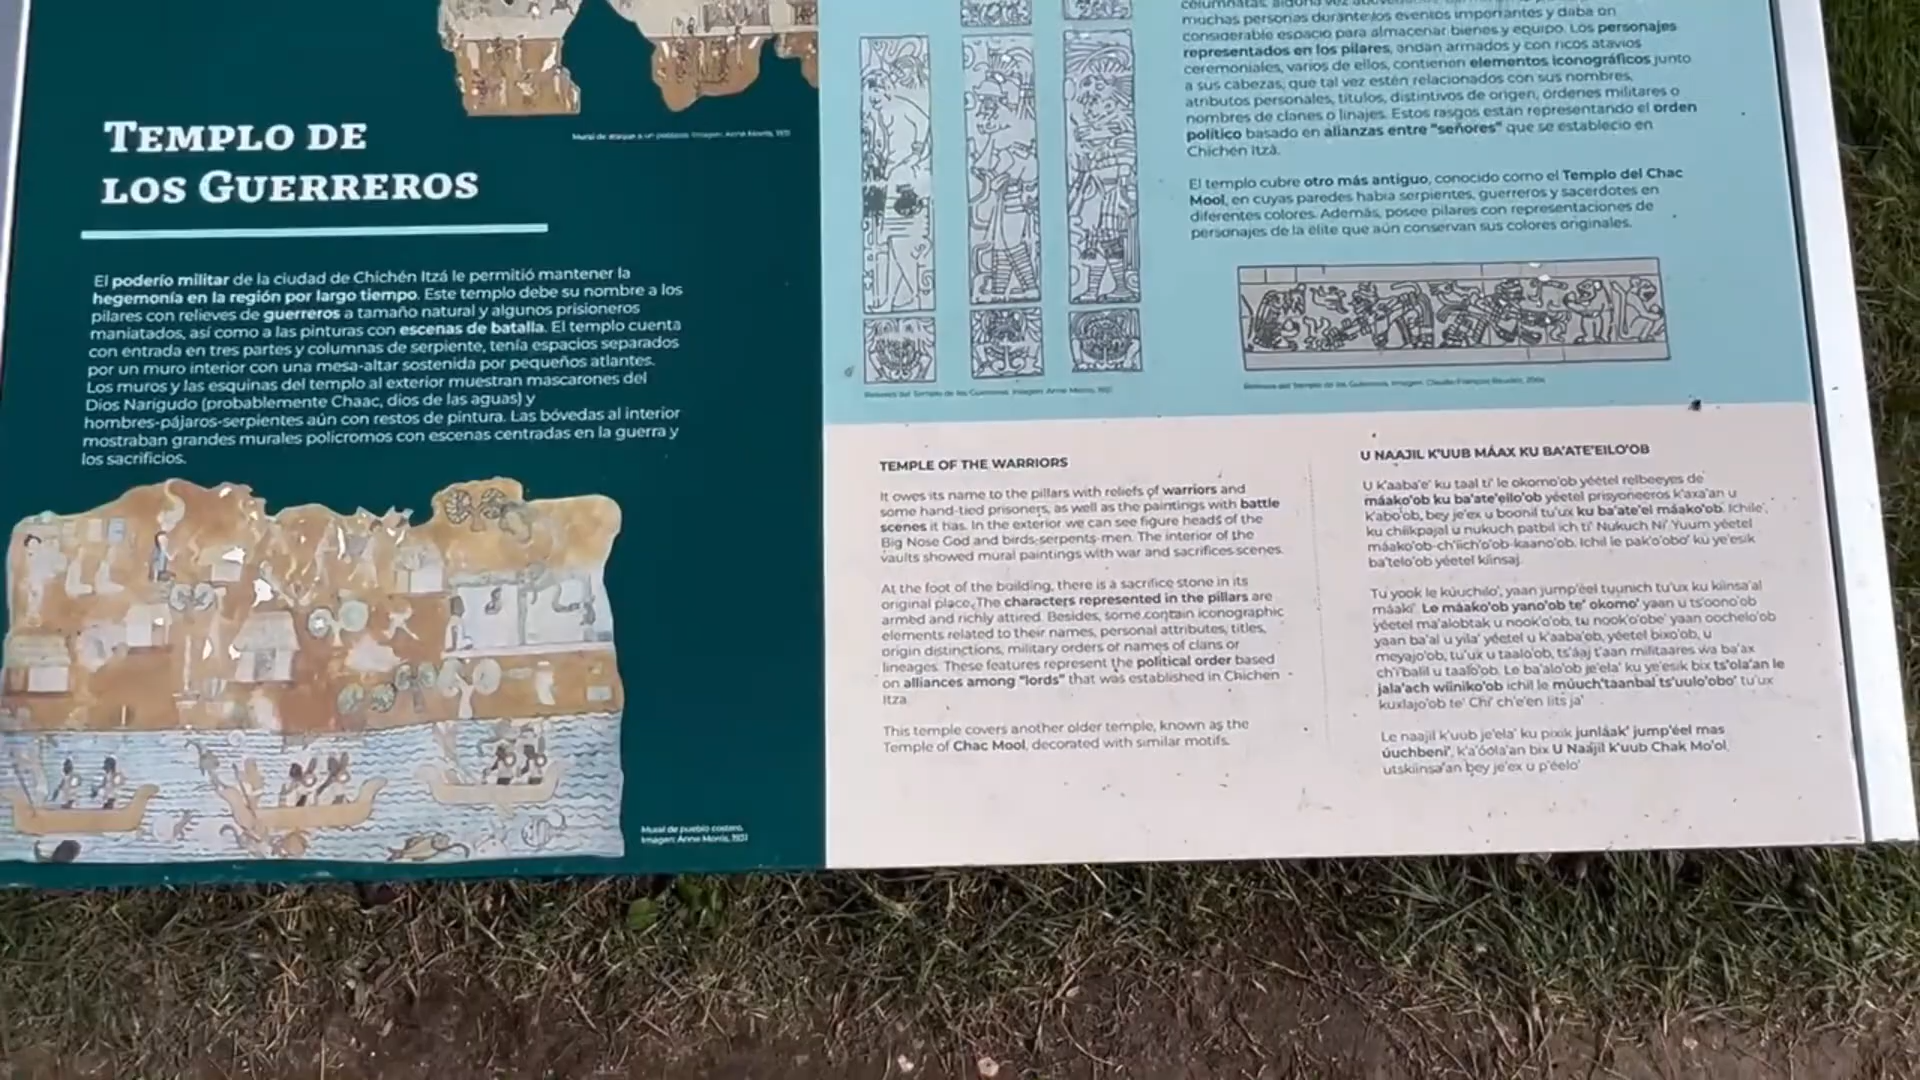 TEMPLO DE
LOS GUERREROS
El poderío militar de la ciudad de Chichén Itzá le permitió mantener la
hegemonía en la región por largo tiempo. Este templo debe su nombre a los
pilares con relieves de guerreros a tamaño natural y algunos prisioneros
maniatados, así como a las pinturas con escenas de batalla. El templo cuenta
con entrada en tres partes y columnas de serpiente, tenía espacios separados
por un muro interior con una mesa-altar sostenida por pequeños atlantes.
Los muros y las esquinas del templo al exterior muestran mascarones del
Dios Narigudo (probablemente Chaac, dios de las aguas) y
hombres-pájaros-serpientes aún con restos de pintura. Las bóvedas al interior
mostraban grandes murales polícromos con escenas centradas en la guerra y
los sacrificios.
Mural de pueblo costero.
Imagen: Anne Morris, 1931
muchas personas durante los eventos importantes y daba un
considerable espacio para almacenar bienes y equipo. Los personajes
representados en los pilares, andan armados y con ricos atavíos
ceremoniales, varios de ellos, contienen elementos iconográficos junto
a sus cabezas, que tal vez estén relacionados con sus nombres,
atributos personales, títulos, distintivos de origen, órdenes militares o
nombres de clanes o linajes. Estos rasgos están representando el orden
político basado en alianzas entre "señores" que se estableció en
Chichén Itzá.
El templo cubre otro más antiguo, conocido como el Templo del Chac
Mool, en cuyas paredes había serpientes, guerreros y sacerdotes en
diferentes colores. Además, posee pilares con representaciones de
personajes de la élite que aún conservan sus colores originales.
Relieves del Templo de los Guerreros. Imagen: Anne Morris, 1931
Relieves del Templo de los Guerreros. Imagen:
TEMPLE OF THE WARRIORS
It owes its name to the pillars with reliefs of warriors and
some hand-tied prisoners, as well as the paintings with battle
scenes it has. In the exterior we can see figure heads of the
Big Nose God and birds-serpents-men. The interior of the
vaults showed mural paintings with war and sacrifices scenes.
At the foot of the building, there is a sacrifice stone in its
original place. The characters represented in the pillars are
armed and richly attired. Besides, some contain iconographic
elements related to their names, personal attributes, titles,
origin distinctions, military orders or names of clans or
lineages. These features represent the political order based
on alliances among "lords" that was established in Chichen
Itza.
This temple covers another older temple, known as the
Temple of Chac Mool, decorated with similar motifs.
U NAAJIL K'UUB MÁAX KU BA'ATE'EILO'OB
U k'aaba'e' ku taal ti' le okomo'ob yéetel relbeeyes de
máako'ob ku ba'ate'eilo'ob yéetel prisyoneeros k'axa'an u
k'abo'ob, bey je'ex u boonil tu'ux ku ba'ate'el máako'ob. Ichile',
ku chíikpajal u nukuch patbil ich ti' Nukuch Ni' Yuum yéetel
máako'ob-ch'íich'o'ob-kaano'ob. Ichil le pak'o'obo' ku ye'esik
ba'telo'ob yéetel kíinsaj.
Tu yook le kúuchilo', yaan jump'éel tuunich tu'ux ku kíinsa'al
máaki'. Le máako'ob yano'ob te' okomo' yaan u ts'oono'ob
yéetel ma'alobtak u nook'o'ob, tu nook'o'obe' yaan oochelo'ob
yaan ba'al u yila' yéetel u k'aaba'ob, yéetel bixo'ob, u
meyajo'ob, tu'ux u taalo'ob, ts'áaj t'aan militaares wa ba'ax
ch'i'balil u taalo'ob. Le ba'alo'ob je'ela' ku ye'esik bix ts'ola'an le
jala'ach wíiniko'ob ichil le múuch'taanbal ts'uulo'obo' tu'ux
kuxlajo'ob te' Chi' ch'e'en Iits ja'
Le naajil k'uub je'ela' ku pixik junláak' jump'éel mas
úuchbeni', k'a'óola'an bix U Naajil k'uub Chak Mo'ol,
utskíinsa'an bey je'ex u p'éelo'